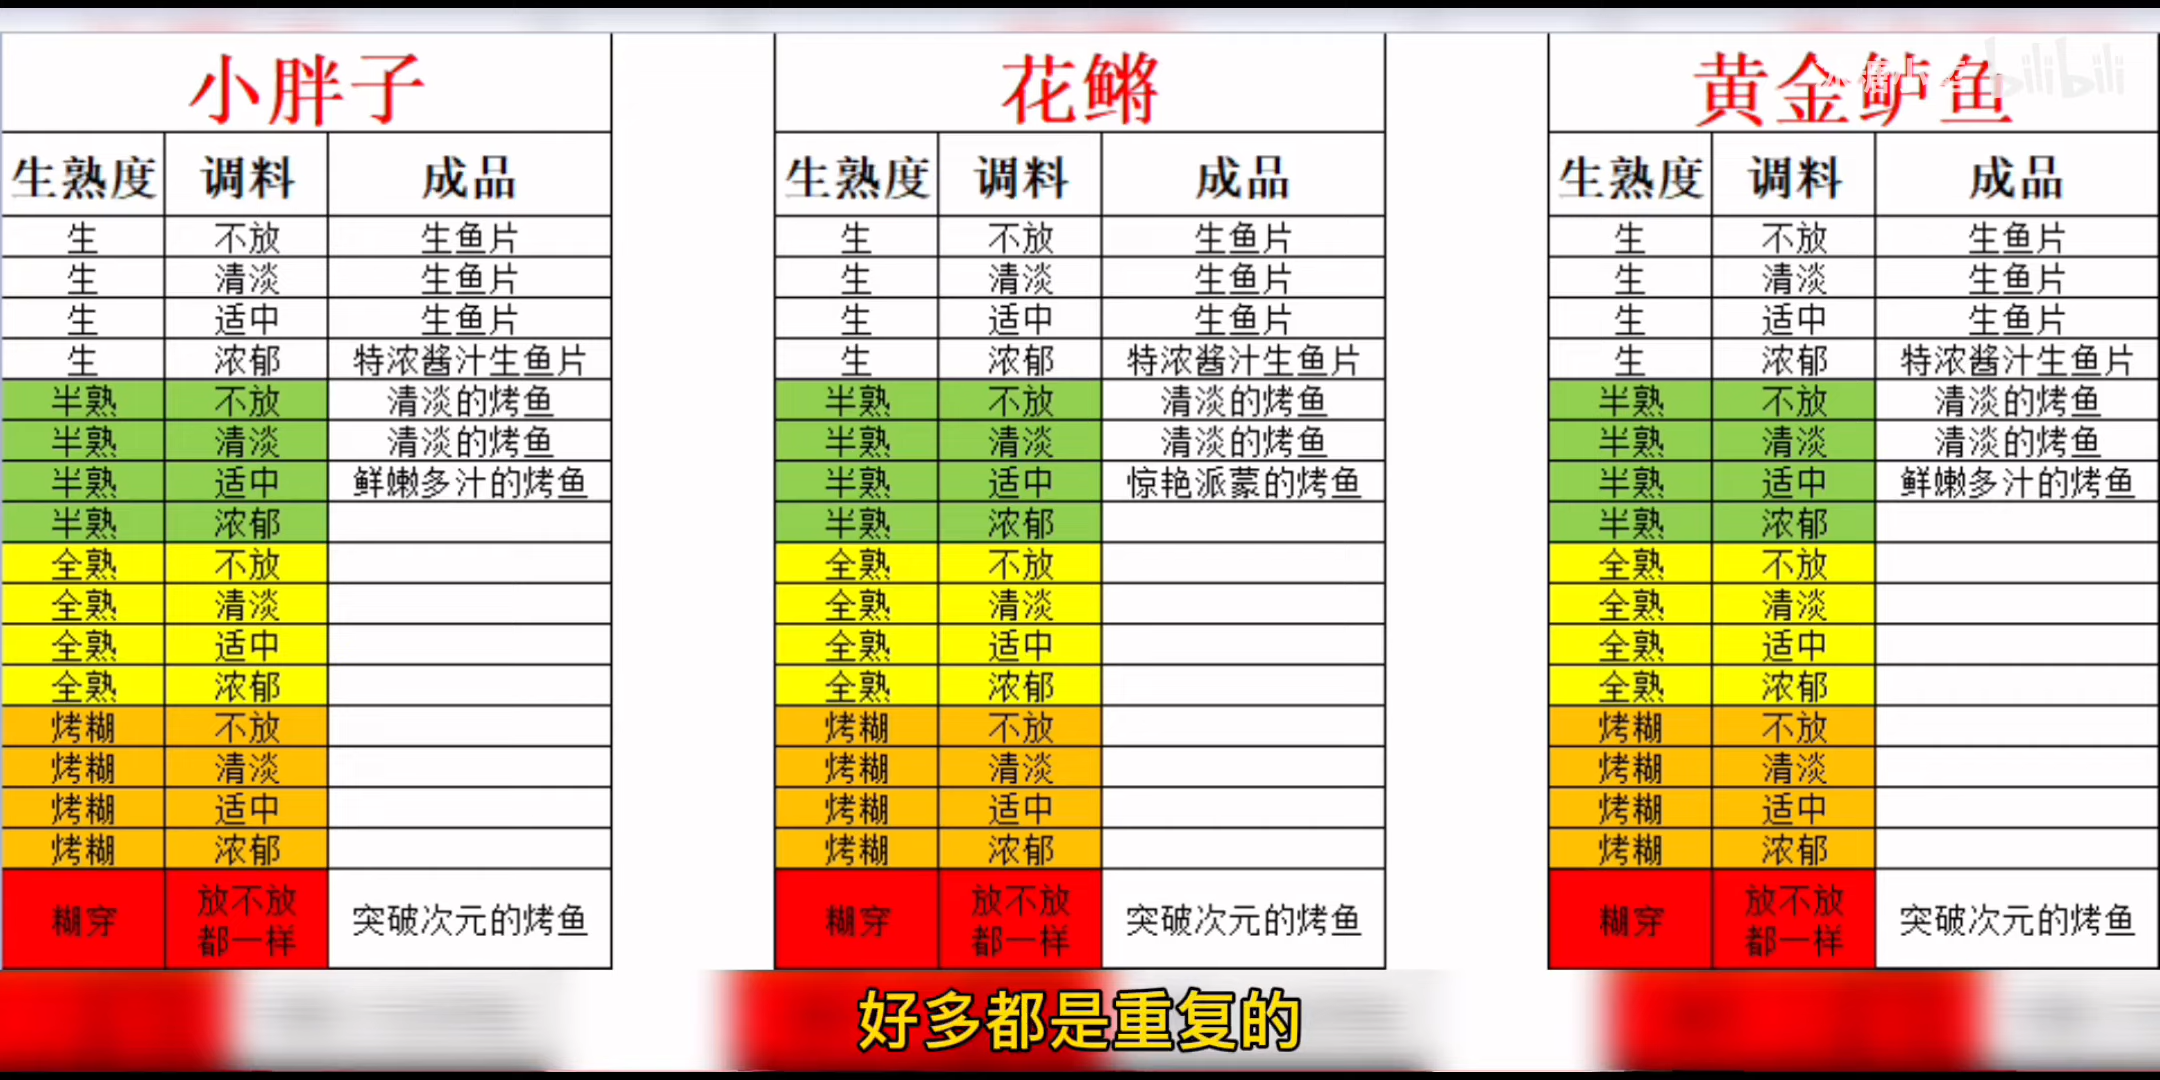 小胖子
生熟度 调料 成品
生 不放 生鱼片
生 清淡 生鱼片
生 适中 生鱼片
生 浓郁 特浓酱汁生鱼片
半熟 不放 清淡的烤鱼
半熟 清淡 清淡的烤鱼
半熟 适中 鲜嫩多汁的烤鱼
半熟 浓郁
全熟 不放
全熟 清淡
全熟 适中
全熟 浓郁
烤糊 不放
烤糊 清淡
烤糊 适中
烤糊 浓郁
糊穿 放不放都一样 突破次元的烤鱼
花鳉
生熟度 调料 成品
生 不放 生鱼片
生 清淡 生鱼片
生 适中 生鱼片
生 浓郁 特浓酱汁生鱼片
半熟 不放 清淡的烤鱼
半熟 清淡 清淡的烤鱼
半熟 适中 惊艳派蒙的烤鱼
半熟 浓郁
全熟 不放
全熟 清淡
全熟 适中
全熟 浓郁
烤糊 不放
烤糊 清淡
烤糊 适中
烤糊 浓郁
糊穿 放不放都一样 突破次元的烤鱼
黄金鲈鱼
bilibili
生熟度 调料 成品
生 不放 生鱼片
生 清淡 生鱼片
生 适中 生鱼片
生 浓郁 特浓酱汁生鱼片
半熟 不放 清淡的烤鱼
半熟 清淡 清淡的烤鱼
半熟 适中 鲜嫩多汁的烤鱼
半熟 浓郁
全熟 不放
全熟 清淡
全熟 适中
全熟 浓郁
烤糊 不放
烤糊 清淡
烤糊 适中
烤糊 浓郁
糊穿 放不放都一样 突破次元的烤鱼
好多都是重复的